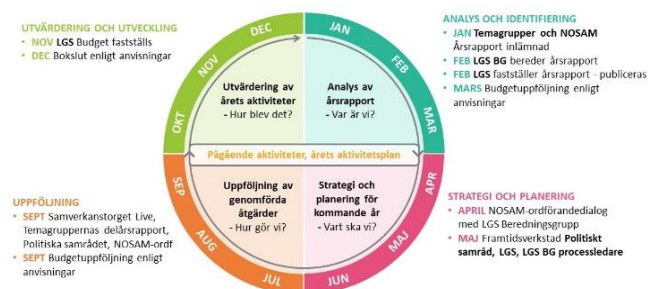 UTVÄRDERING OCH UTVECKLING
• NOV LGS Budget fastställs
• DEC Bokslut enligt anvisningar
ANALYS OCH IDENTIFIERING
• JAN Temagrupper och NOSAM
Årsrapport inlämnad
• FEB LGS BG bereder årsrapport
• FEB LGS fastställer årsrapport - publiceras
• MARS Budgetuppföljning enligt
anvisningar
OKT
NOV
DEC
JAN
FEB
MAR
Utvärdering av
årets aktiviteter
- Hur blev det?
Analys av
årsrapport
- Var är vi?
Pågående aktiviteter, årets aktivitetsplan
Uppföljning av
genomförda
åtgärder
- Hur gör vi?
Strategi och
planering för
kommande år
- Vart ska vi?
SEP
AUG
JUL
JUN
MAJ
APR
UPPFÖLJNING
• SEPT Samverkanstorget Live,
Temagruppernas delårsrapport,
Politiska samrådet, NOSAM-ordf
• SEPT Budgetuppföljning enligt
anvisningar
STRATEGI OCH PLANERING
• APRIL NOSAM-ordförandedialog
med LGS Beredningsgrupp
• MAJ Framtidsverkstad Politiskt
samråd, LGS, LGS BG processledare